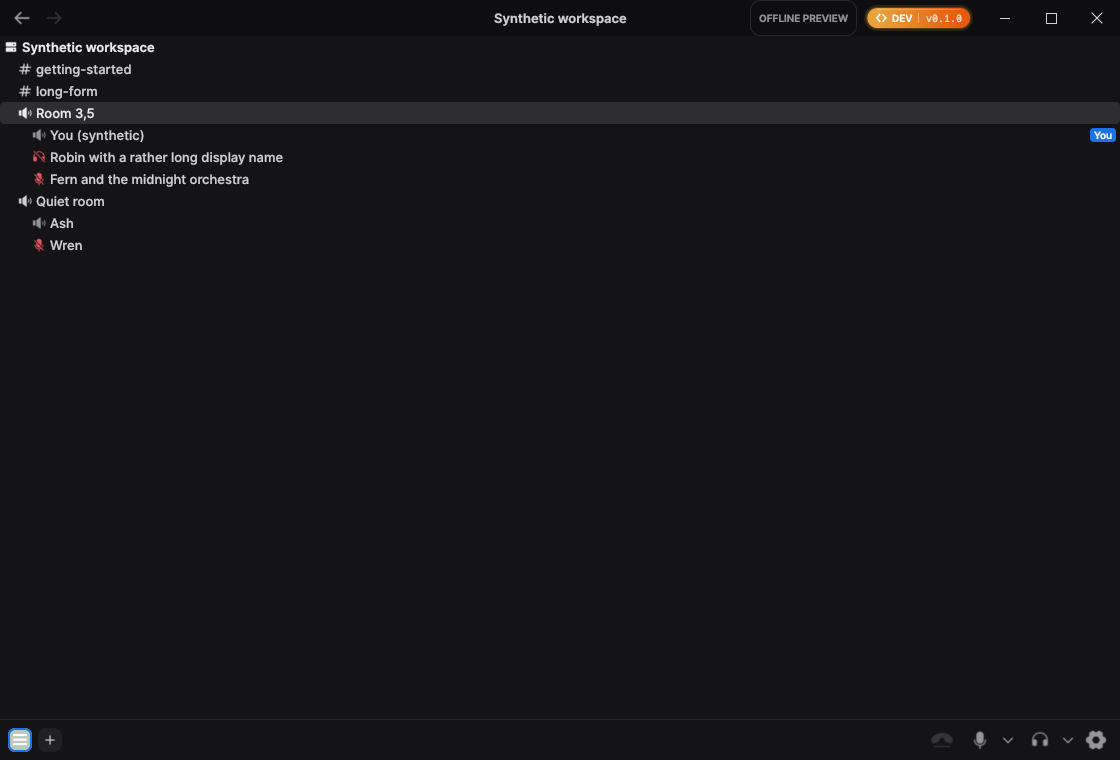 Synthetic workspace
OFFLINE PREVIEW
DEV v0.1.0
Synthetic workspace
# getting-started
# long-form
Room 3,5
You (synthetic)
You
Robin with a rather long display name
Fern and the midnight orchestra
Quiet room
Ash
Wren